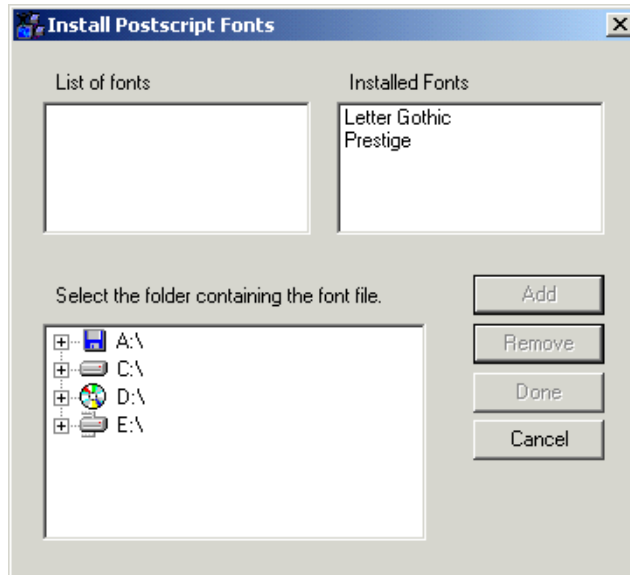 Install Postscript Fonts
List of fonts
Installed Fonts
Letter Gothic
Prestige
Select the folder containing the font file.
A:\
C:\
D:\
E:\
Add
Remove
Done
Cancel